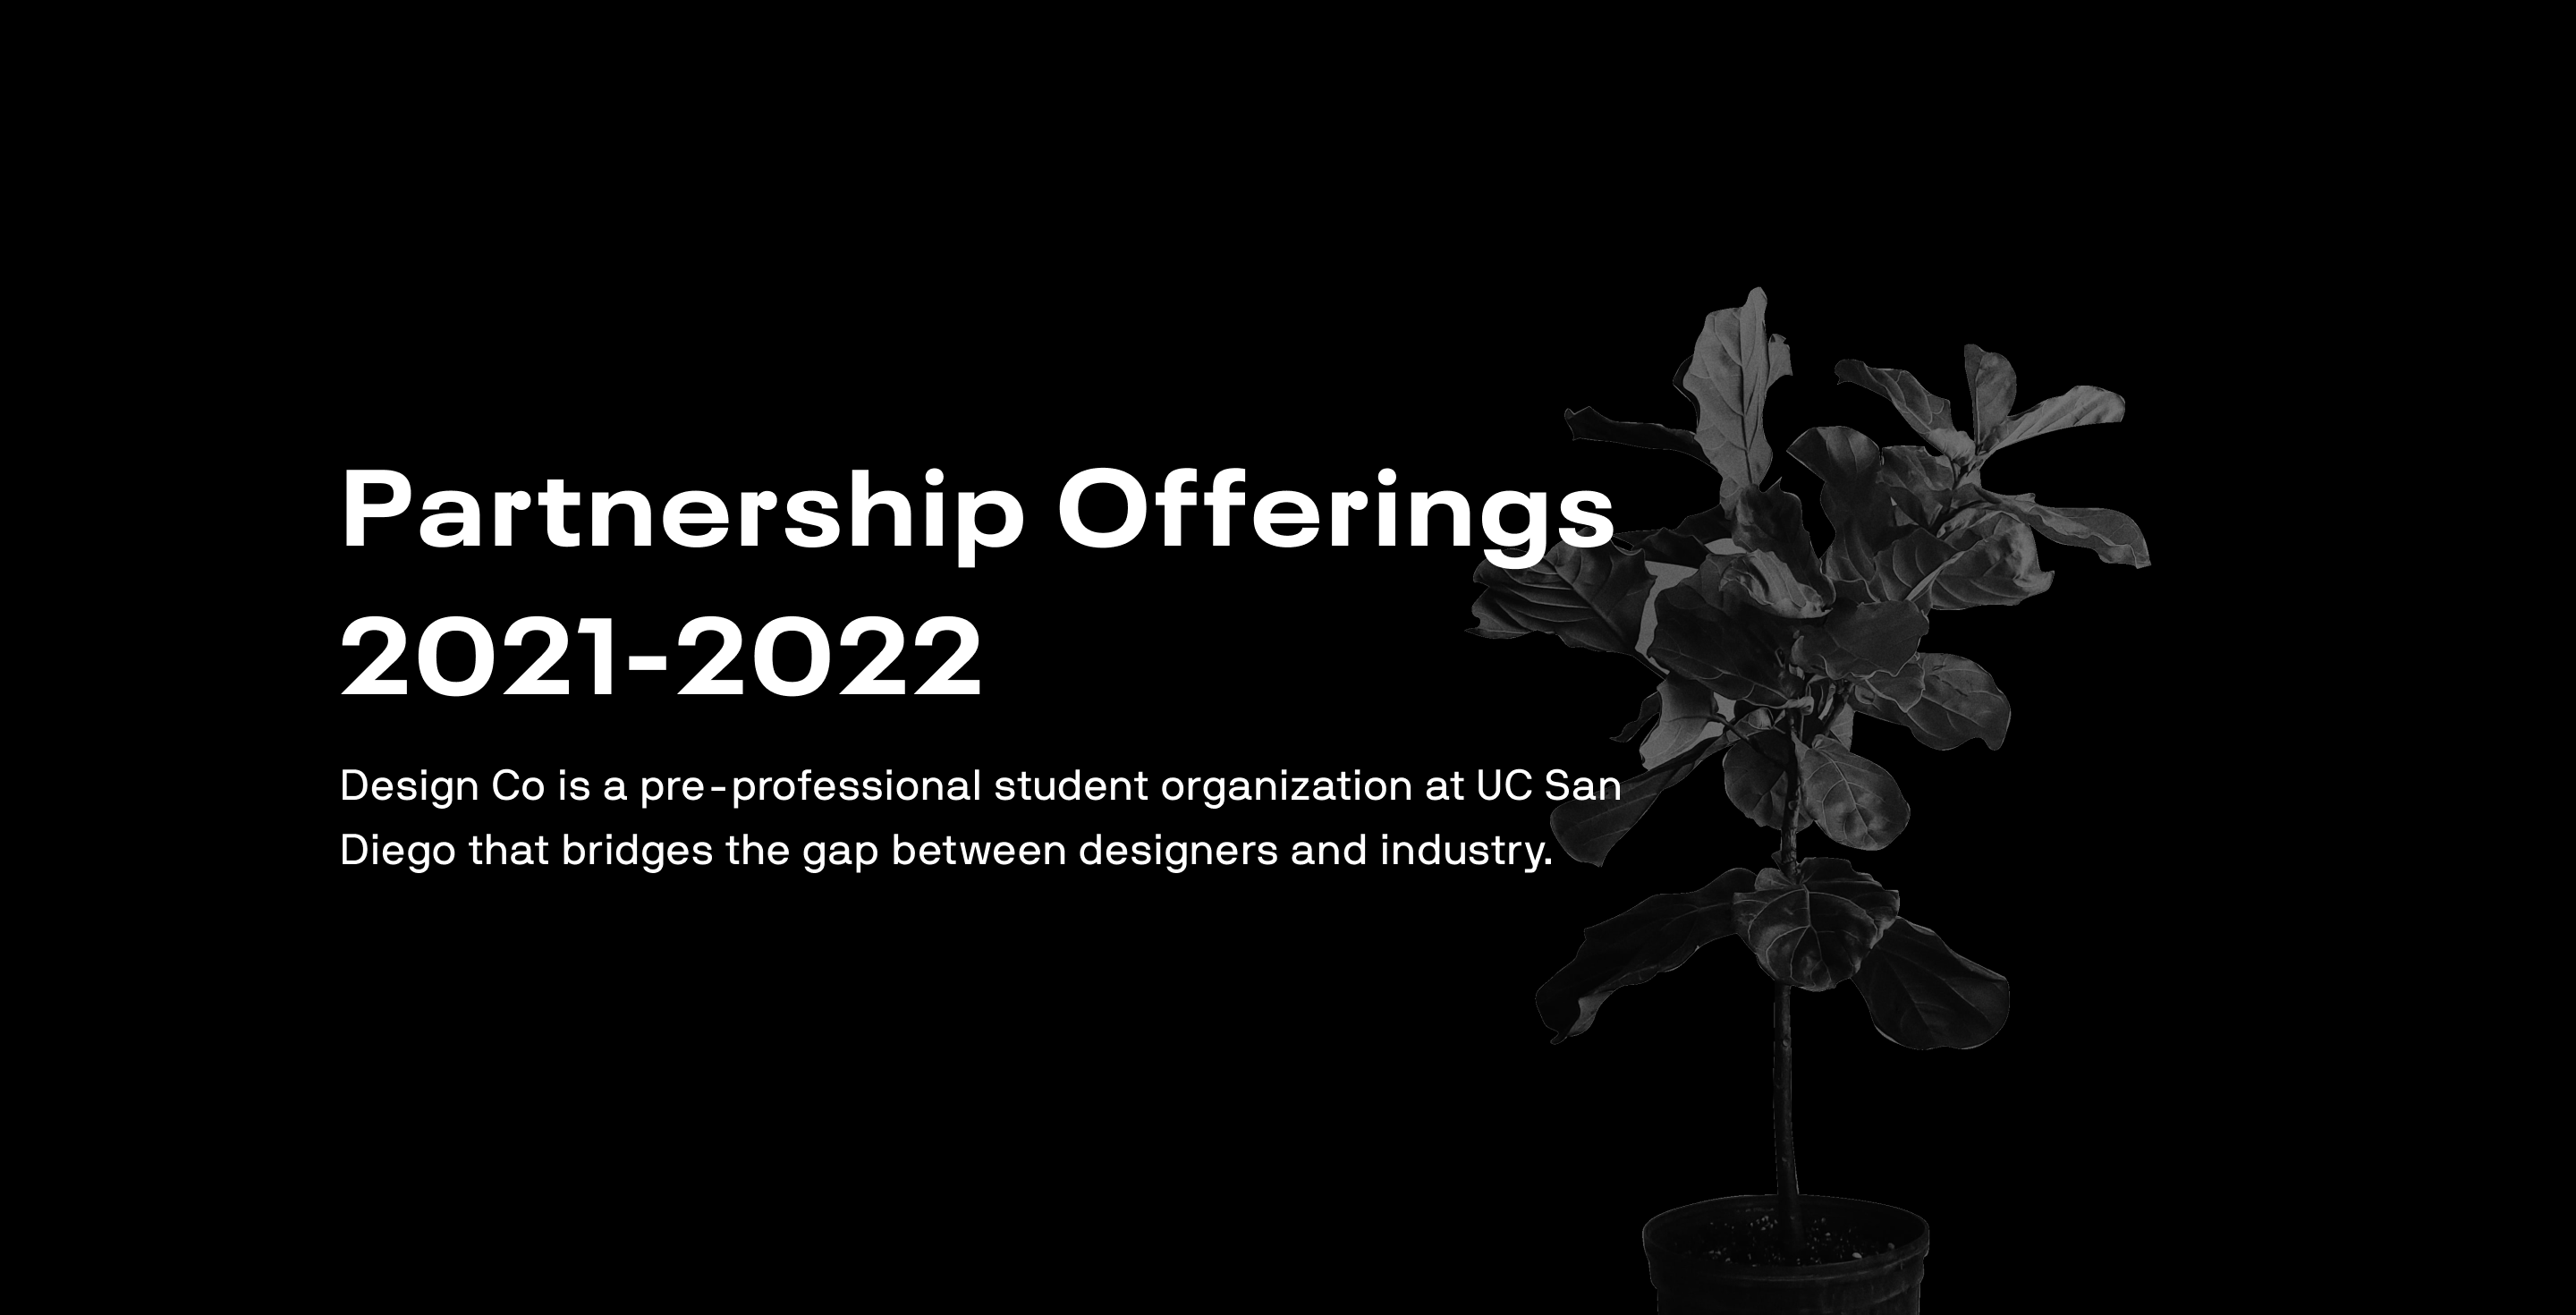 Partnership Offerings
2021-2022
Design Co is a pre-professional student organization at UC San
Diego that bridges the gap between designers and industry.